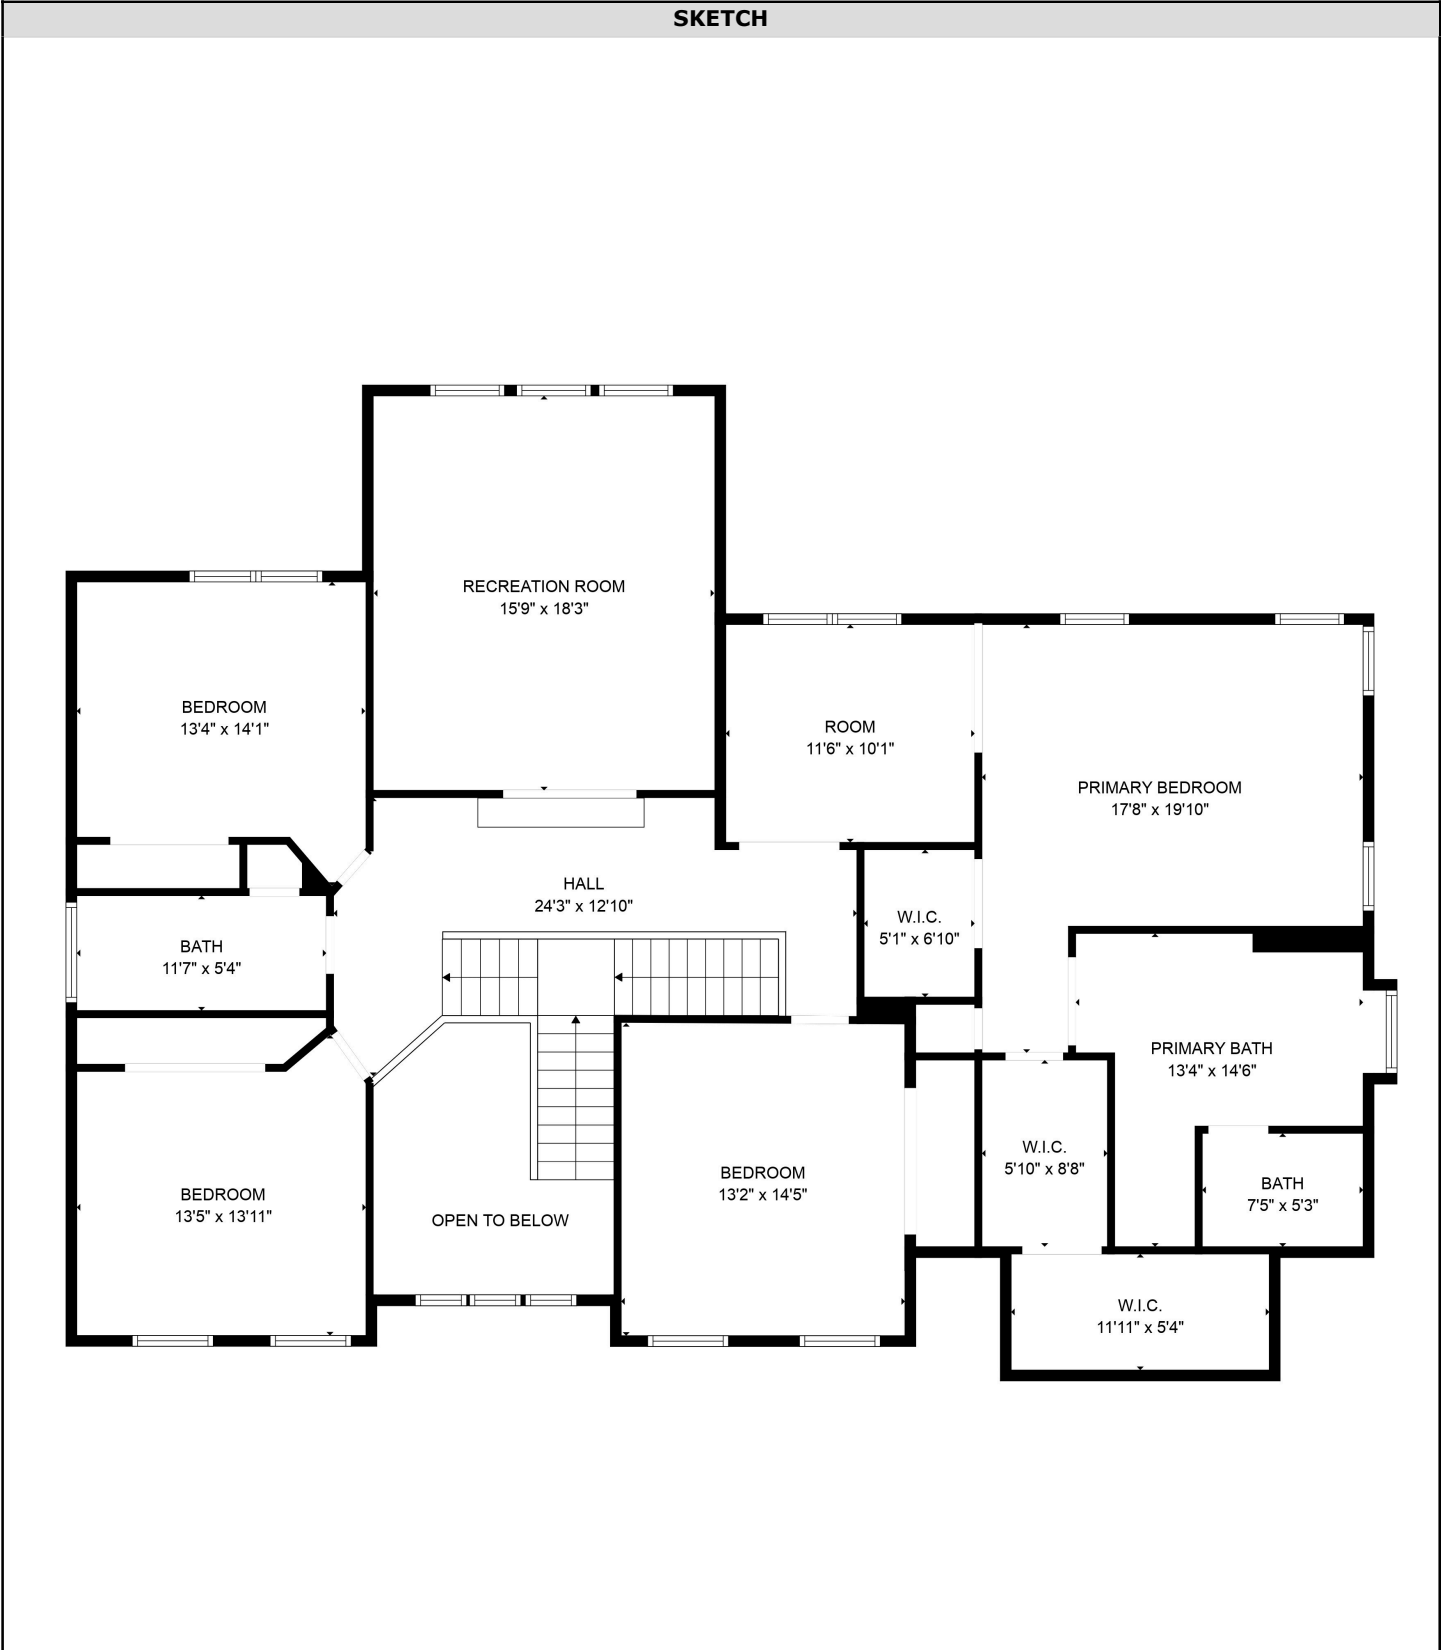 SKETCH
RECREATION ROOM
15'9" x 18'3"
BEDROOM
13'4" x 14'1"
ROOM
11'6" x 10'1"
PRIMARY BEDROOM
17'8" x 19'10"
HALL
24'3" x 12'10"
W.I.C.
5'1" x 6'10"
BATH
11'7" x 5'4"
PRIMARY BATH
13'4" x 14'6"
W.I.C.
5'10" x 8'8"
BEDROOM
13'2" x 14'5"
BATH
7'5" x 5'3"
BEDROOM
13'5" x 13'11"
OPEN TO BELOW
W.I.C.
11'11" x 5'4"